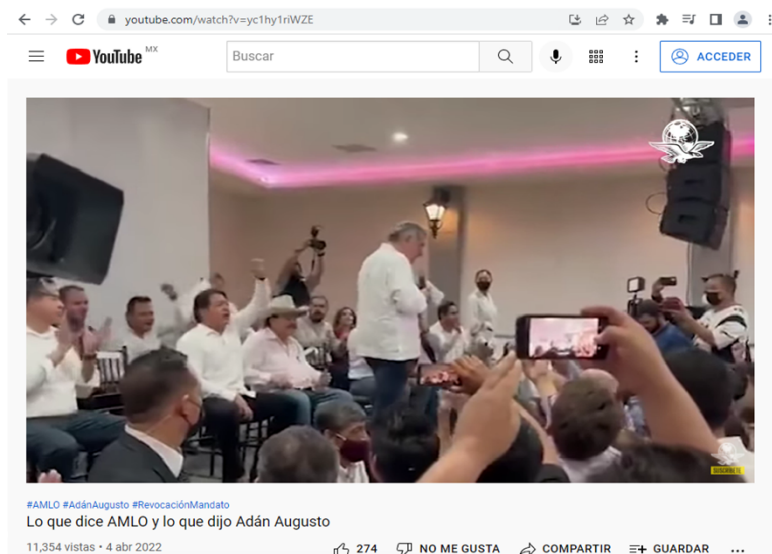 youtube.com/watch?v=yc1hy1riWZE
YouTube MX
Buscar
ACCEDER
SUSCRÍBETE
#AMLO #AdánAugusto #RevocaciónMandato
Lo que dice AMLO y lo que dijo Adán Augusto
11,354 vistas • 4 abr 2022
274 NO ME GUSTA COMPARTIR GUARDAR